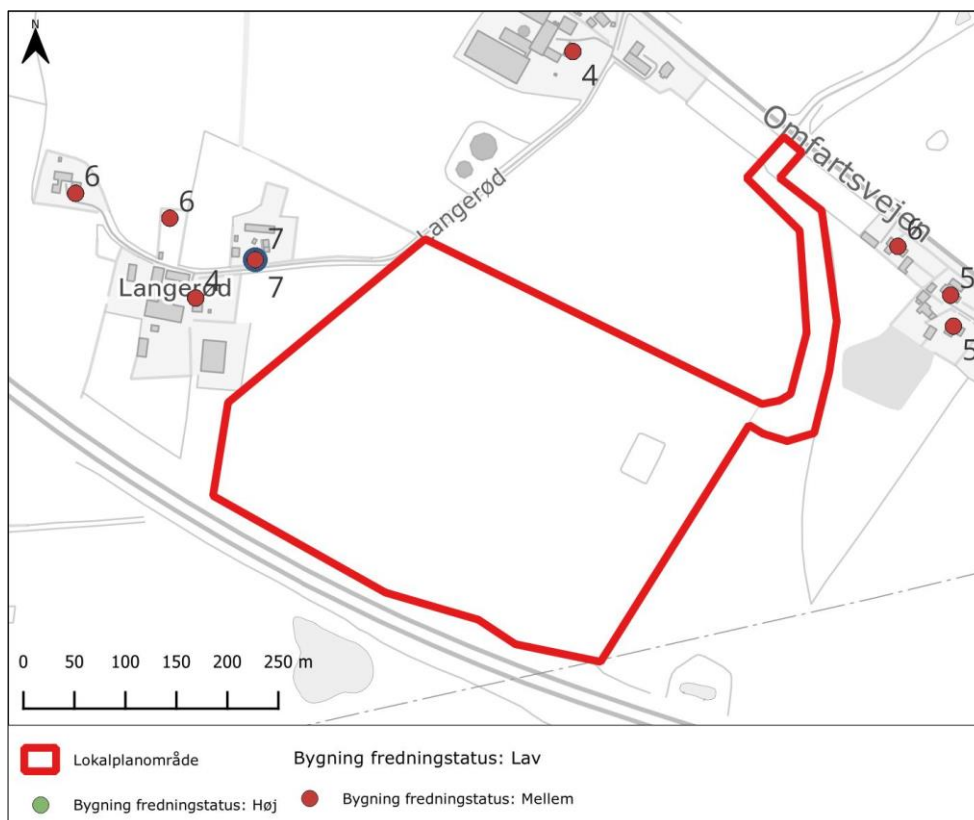 N
4
Omfartsvejen
6
6
Langerød
6
7
7
4
Langerød
5
5
0 50 100 150 200 250 m
Lokalplanområde
Bygning fredningstatus: Lav
Bygning fredningstatus: Høj
Bygning fredningstatus: Mellem